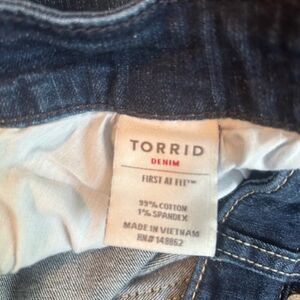 TORRID
DENIM
FIRST AT FIT™
99% COTTON
1% SPANDEX
MADE IN VIETNAM
RN# 148862